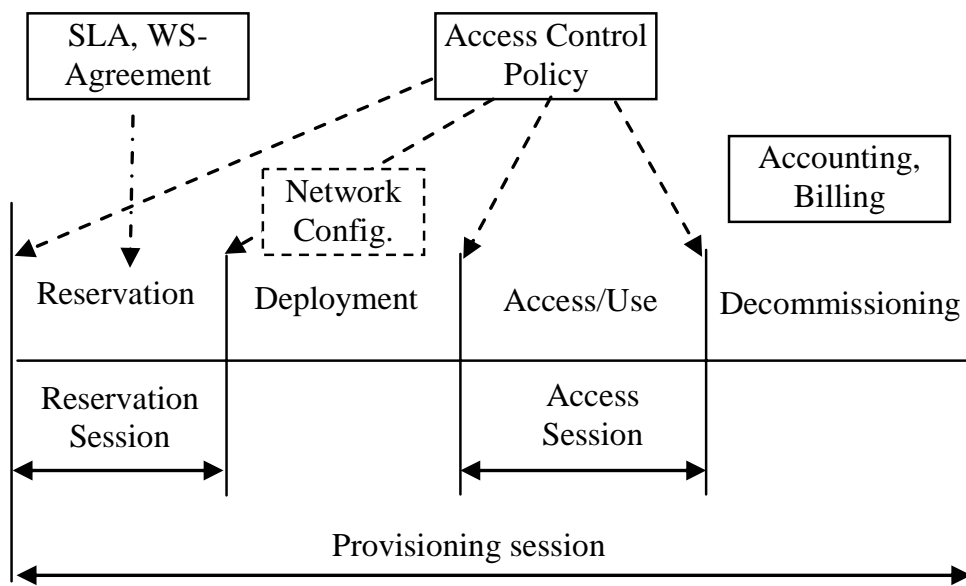 SLA, WS-
Agreement
Access Control
Policy
Accounting,
Billing
Network
Config.
Reservation
Deployment
Access/Use
Decommissioning
Reservation
Session
Access
Session
Provisioning session